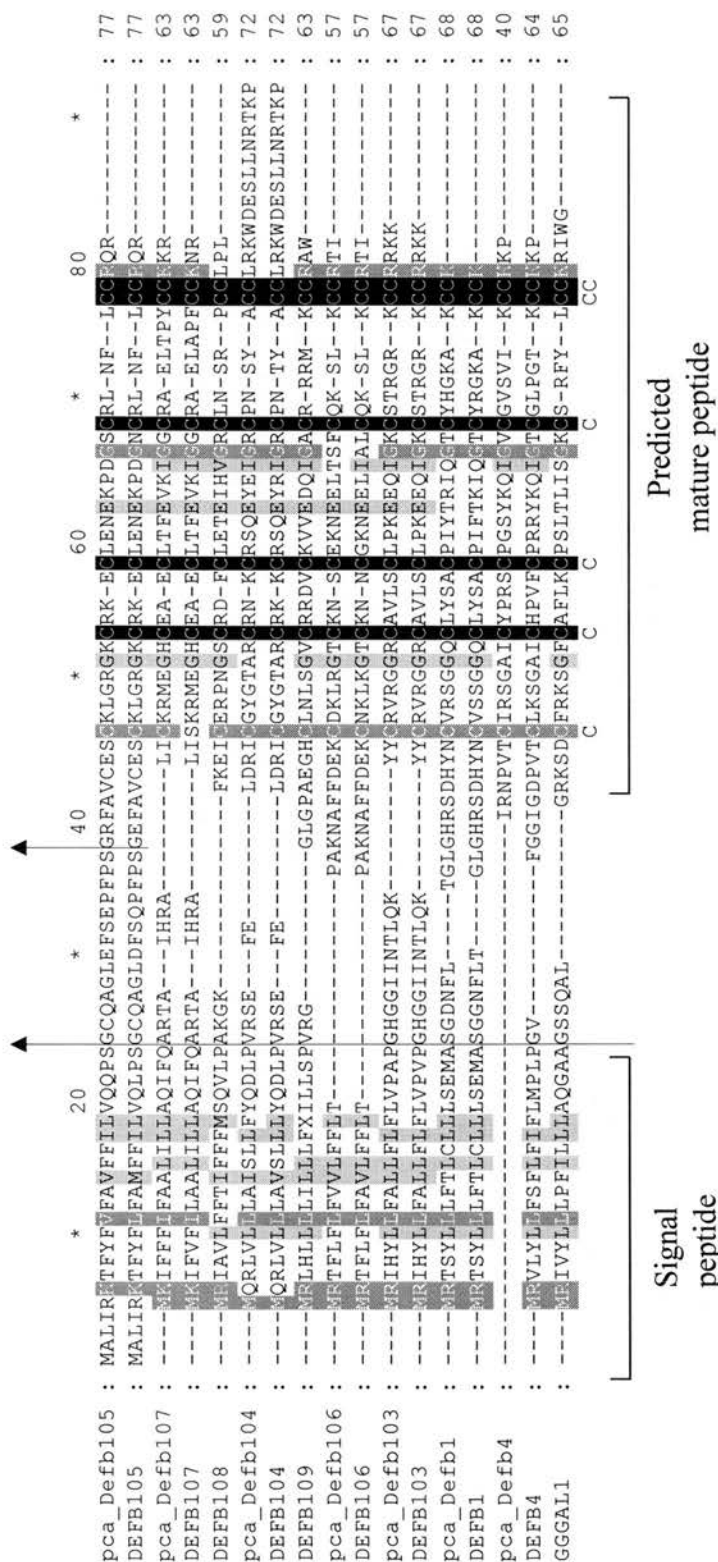 * 20 * 40 * 60 * 80 *
pca_Defb105 : MALIRKTFYFVFAVFFILVQQPSGCQAGLEFSEPFPSGRFAVCESCKLGRGKCRK-ECLENEKPDGSCRL-NF--LCCRQR------------ : 77
DEFB105 : MALIRKTFYFLFAMFFILVQLPSGCQAGLDFSQPFPSGEFAVCESCKLGRGKCRK-ECLENEKPDGNCRL-NF--LCCRQR------------ : 77
pca_Defb107 : ----MKIFFFIFAALILLAQIFQARTA---IHRA----------LICKRMEGHCEA-ECLTFEVKIGGCRA-ELTPYCCKKR------------ : 63
DEFB107 : ----MKIFVFILAALILLAQIFQARTA---IHRA----------LISKRMEGHCEA-ECLTFEVKIGGCRA-ELAPFCCKNR------------ : 63
DEFB108 : ----MRIAVLFFTIFFFMSQVLPAKGK---------------FKEICERPNGSCRD-FCLETEIHVGRCLN-SR--PCCLPL------------ : 59
pca_Defb104 : ----MQRLVLLLAISLLFYQDLPVRSE---FE----------LDRICGYGTARCRN-KCRSQEYEIGRCPN-SY--ACCLRKWDESLLNRTKP : 72
DEFB104 : ----MQRLVLLLAVSLLLYQDLPVRSE---FE----------LDRICGYGTARCRK-KCRSQEYRIGRCPN-TY--ACCLRKWDESLLNRTKP : 72
DEFB109 : ----MRLHLLLLILLLFXILLSPVRG----------GLGPAEGHCLNLSGVCRRDVCKVVEDQIGACR-RRM--KCCRAW------------ : 63
pca_Defb106 : ----MRTFLFLFVVLFFLT----------------PAKNAFFDEKCDKLRGTCKN-SCEKNEELTSFCQK-SL--KCCRTI------------ : 57
DEFB106 : ----MRTFLFLFAVLFFLT----------------PAKNAFFDEKCNKLKGTCKN-NCGKNEELIALCQK-SL--KCCRTI------------ : 57
pca_Defb103 : ----MRIHYLLFALLFLFLVPAPGHGGIINTLQK--------YYCRVRGGRCAVLSCLPKEEQIGKCSTRGR--KCCRRKK----------- : 67
DEFB103 : ----MRIHYLLFALLFLFLVPVPGHGGIINTLQK--------YYCRVRGGRCAVLSCLPKEEQIGKCSTRGR--KCCRRKK----------- : 67
pca_Defb1 : ----MRTSYLLLFTLCLLLSEMASGDNFL----TGLGHRSDHYNCVRSGGQCLYSACPIYTRIQGTCYHGKA--KCCK-------------- : 68
DEFB1 : ----MRTSYLLLFTLCLLLSEMASGGNFLT----GLGHRSDHYNCVSSGGQCLYSACPIFTKIQGTCYRGKA--KCCK-------------- : 68
pca_Defb4 : ------------------------------------IRNPVTCIRSGAICYPRSCPGSYKQIGVCGVSVI--KCCKKP------------- : 40
DEFB4 : ----MRVLYLLFSFLFIFLMPLPGV---------FGGIGDPVTCLKSGAICHPVFCPRRYKQIGTCGLPGT--KCCKKP------------- : 64
GGGAL1 : ----MRIVYLLLPFILLLAQGAAGSSQAL--------GRKSDCFRKSGFCAFLKCPSLTLISGKCS-RFY--LCCKRIWG------------ : 65
C C C C CC
Signal
peptide
Predicted
mature peptide